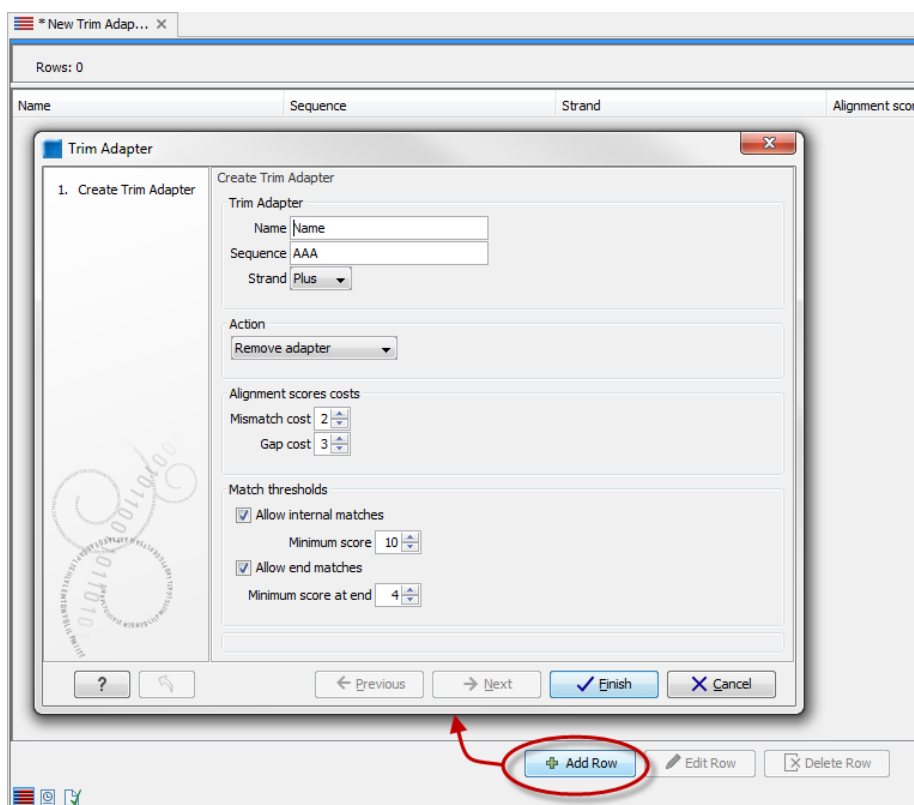 * New Trim Adap...
Rows: 0
Name Sequence Strand Alignment scor
Trim Adapter
1. Create Trim Adapter
Create Trim Adapter
Trim Adapter
Name Name
Sequence AAA
Strand Plus
Action
Remove adapter
Alignment scores costs
Mismatch cost 2
Gap cost 3
Match thresholds
Allow internal matches
Minimum score 10
Allow end matches
Minimum score at end 4
? Previous Next Finish Cancel
Add Row Edit Row Delete Row